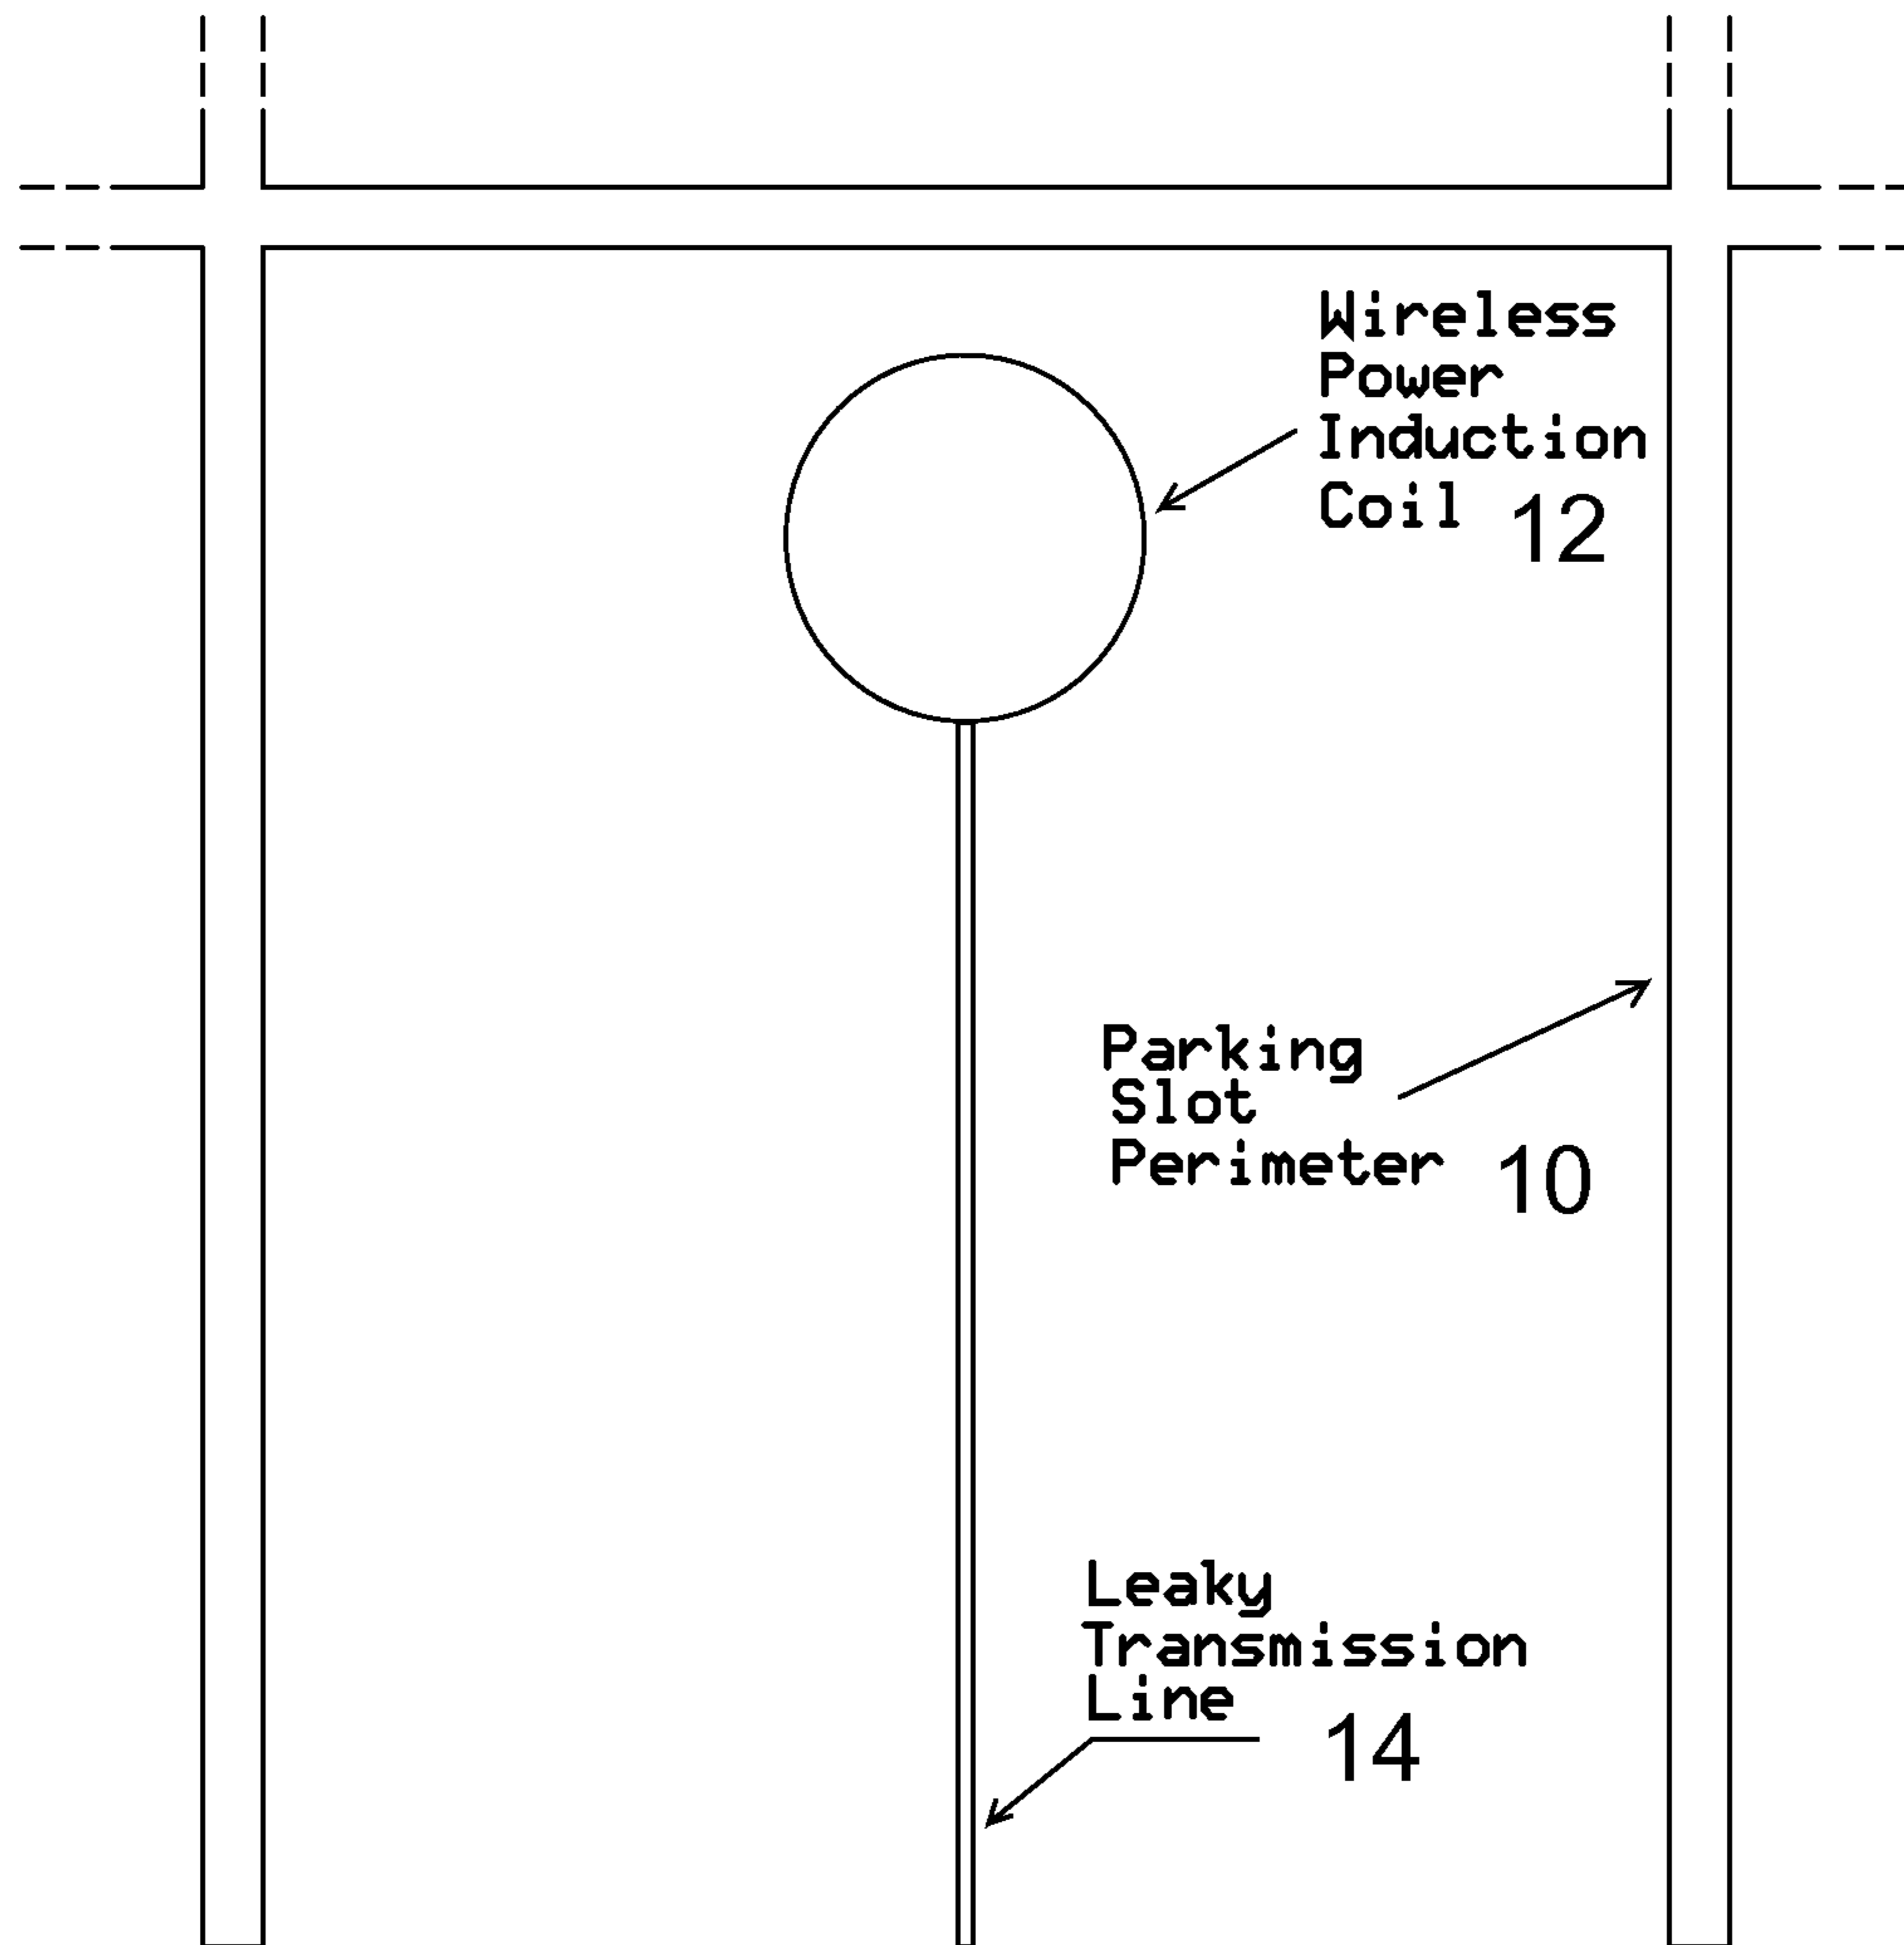 Wireless
Power
Induction
Coil 12
Parking
Slot
Perimeter 10
Leaky
Transmission
Line
14